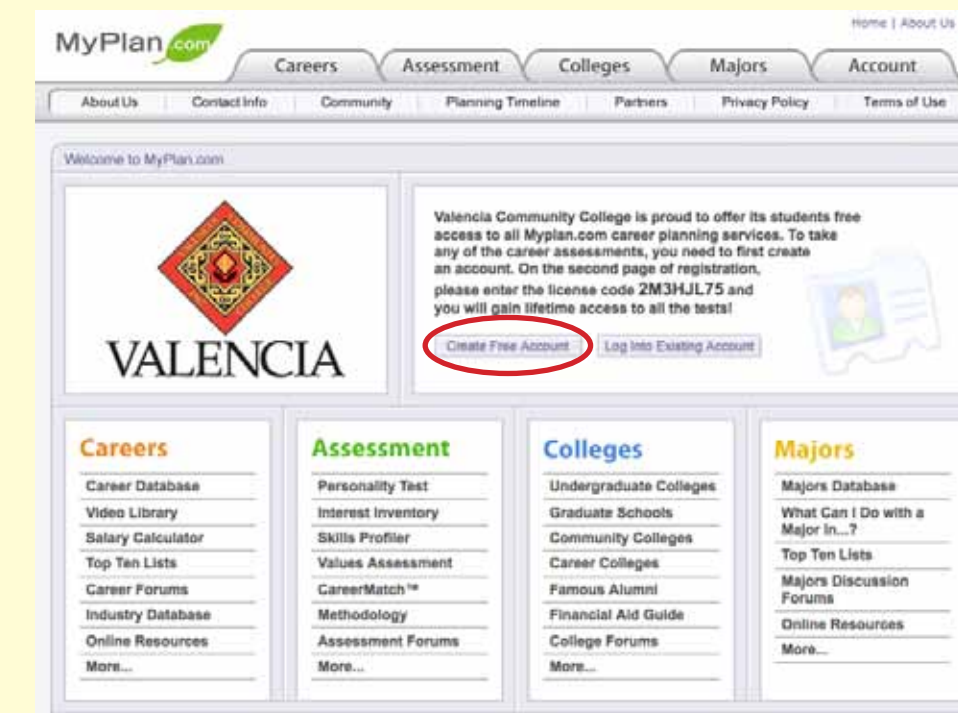 Home | About Us
MyPlan.com
Careers Assessment Colleges Majors Account
About Us Contact Info Community Planning Timeline Partners Privacy Policy Terms of Use
Welcome to MyPlan.com
VALENCIA
Valencia Community College is proud to offer its students free
access to all Myplan.com career planning services. To take
any of the career assessments, you need to first create
an account. On the second page of registration,
please enter the license code 2M3HJL75 and
you will gain lifetime access to all the tests!
Create Free Account Log Into Existing Account
Careers
Career Database
Video Library
Salary Calculator
Top Ten Lists
Career Forums
Industry Database
Online Resources
More...
Assessment
Personality Test
Interest Inventory
Skills Profiler
Values Assessment
CareerMatch™
Methodology
Assessment Forums
More...
Colleges
Undergraduate Colleges
Graduate Schools
Community Colleges
Career Colleges
Famous Alumni
Financial Aid Guide
College Forums
More...
Majors
Majors Database
What Can I Do with a
Major in...?
Top Ten Lists
Majors Discussion
Forums
Online Resources
More...